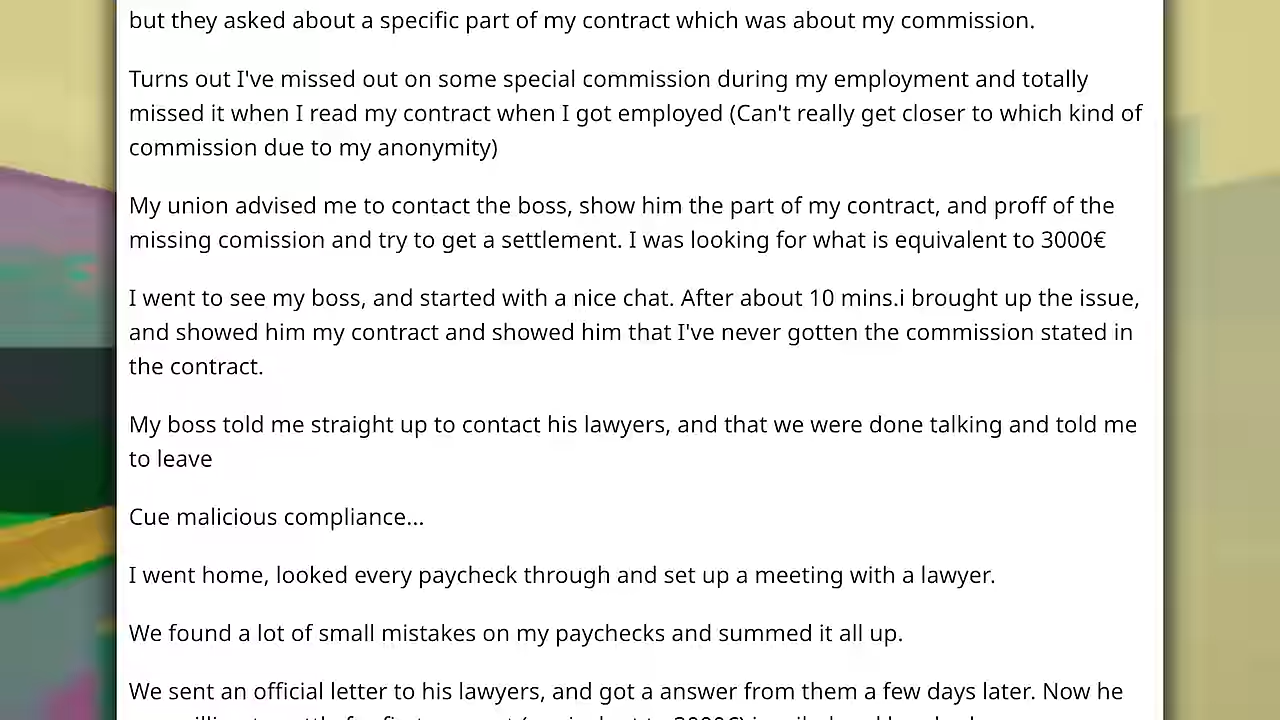 but they asked about a specific part of my contract which was about my commission.
Turns out I've missed out on some special commission during my employment and totally
missed it when I read my contract when I got employed (Can't really get closer to which kind of
commission due to my anonymity)
My union advised me to contact the boss, show him the part of my contract, and proff of the
missing comission and try to get a settlement. I was looking for what is equivalent to 3000€
I went to see my boss, and started with a nice chat. After about 10 mins.i brought up the issue,
and showed him my contract and showed him that I've never gotten the commission stated in
the contract.
My boss told me straight up to contact his lawyers, and that we were done talking and told me
to leave
Cue malicious compliance...
I went home, looked every paycheck through and set up a meeting with a lawyer.
We found a lot of small mistakes on my paychecks and summed it all up.
We sent an official letter to his lawyers, and got a answer from them a few days later. Now he